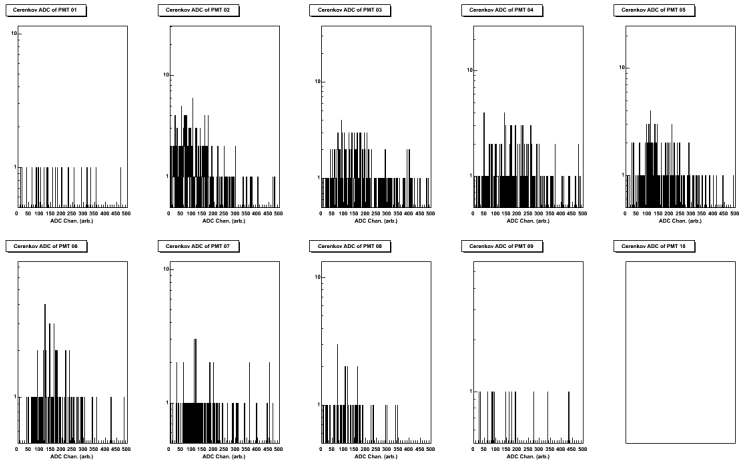 Cerenkov ADC of PMT 01
10
1
0 50 100 150 200 250 300 350 400 450 500
ADC Chan. (arb.)
Cerenkov ADC of PMT 02
10
1
0 50 100 150 200 250 300 350 400 450 500
ADC Chan. (arb.)
Cerenkov ADC of PMT 03
10
1
0 50 100 150 200 250 300 350 400 450 500
ADC Chan. (arb.)
Cerenkov ADC of PMT 04
10
1
0 50 100 150 200 250 300 350 400 450 500
ADC Chan. (arb.)
Cerenkov ADC of PMT 05
10
1
0 50 100 150 200 250 300 350 400 450 500
ADC Chan. (arb.)
Cerenkov ADC of PMT 06
1
0 50 100 150 200 250 300 350 400 450 500
ADC Chan. (arb.)
Cerenkov ADC of PMT 07
10
1
0 50 100 150 200 250 300 350 400 450 500
ADC Chan. (arb.)
Cerenkov ADC of PMT 08
10
1
0 50 100 150 200 250 300 350 400 450 500
ADC Chan. (arb.)
Cerenkov ADC of PMT 09
1
0 50 100 150 200 250 300 350 400 450 500
ADC Chan. (arb.)
Cerenkov ADC of PMT 10